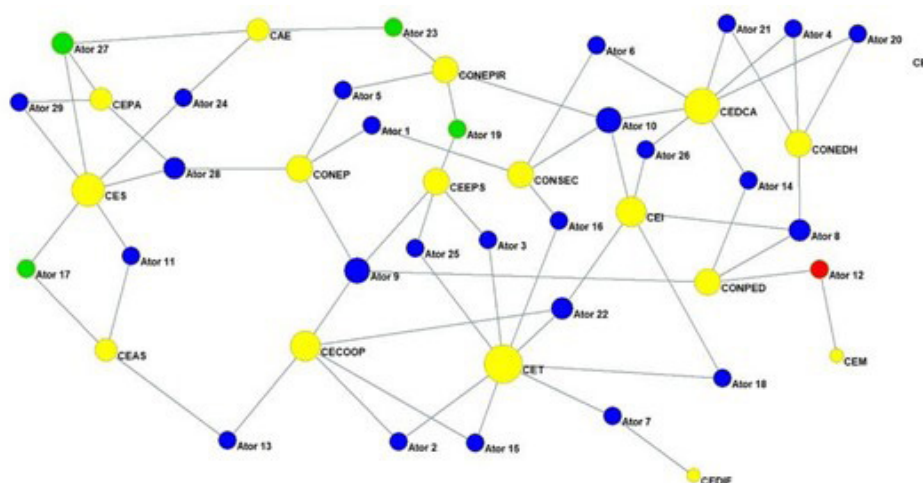 CAE
Ator 23
Ator 21
Ator 4
Ator 20
Ator 27
Ator 6
CONEPIR
Ator 29
CEPA
Ator 24
Ator 5
CEDCA
Ator 1
Ator 19
Ator 10
CONEDH
Ator 26
CES
Ator 28
CONEP
CEEPS
CONSEC
Ator 14
CEI
Ator 16
Ator 8
Ator 11
Ator 25
Ator 3
Ator 17
Ator 9
CONPED
Ator 12
Ator 22
CEAS
CECOOP
CET
CEM
Ator 18
Ator 7
Ator 13
Ator 2
Ator 15